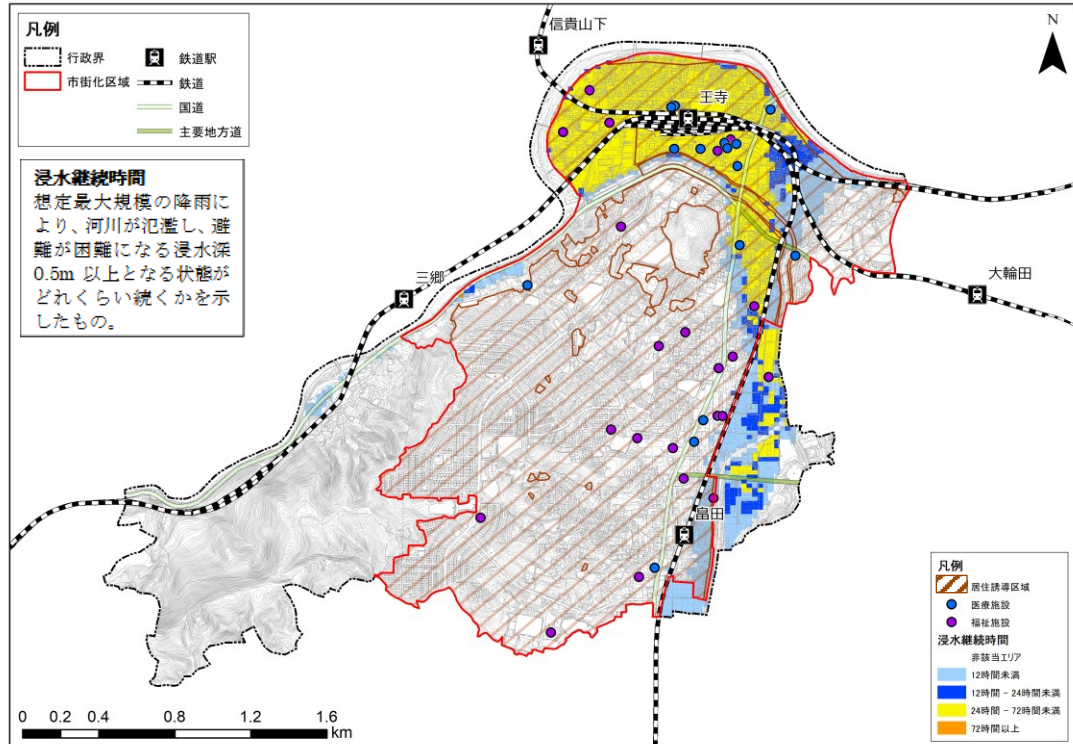 凡例
行政界
鉄道駅
市街化区域
鉄道
国道
主要地方道
浸水継続時間
想定最大規模の降雨に
より、河川が氾濫し、避
難が困難になる浸水深
0.5m 以上となる状態が
どれくらい続くかを示
したもの。
信貴山下
王寺
三郷
大輪田
畠田
N
凡例
居住誘導区域
医療施設
福祉施設
浸水継続時間
非該当エリア
12時間未満
12時間 - 24時間未満
24時間 - 72時間未満
72時間以上
0 0.2 0.4 0.8 1.2 1.6
km